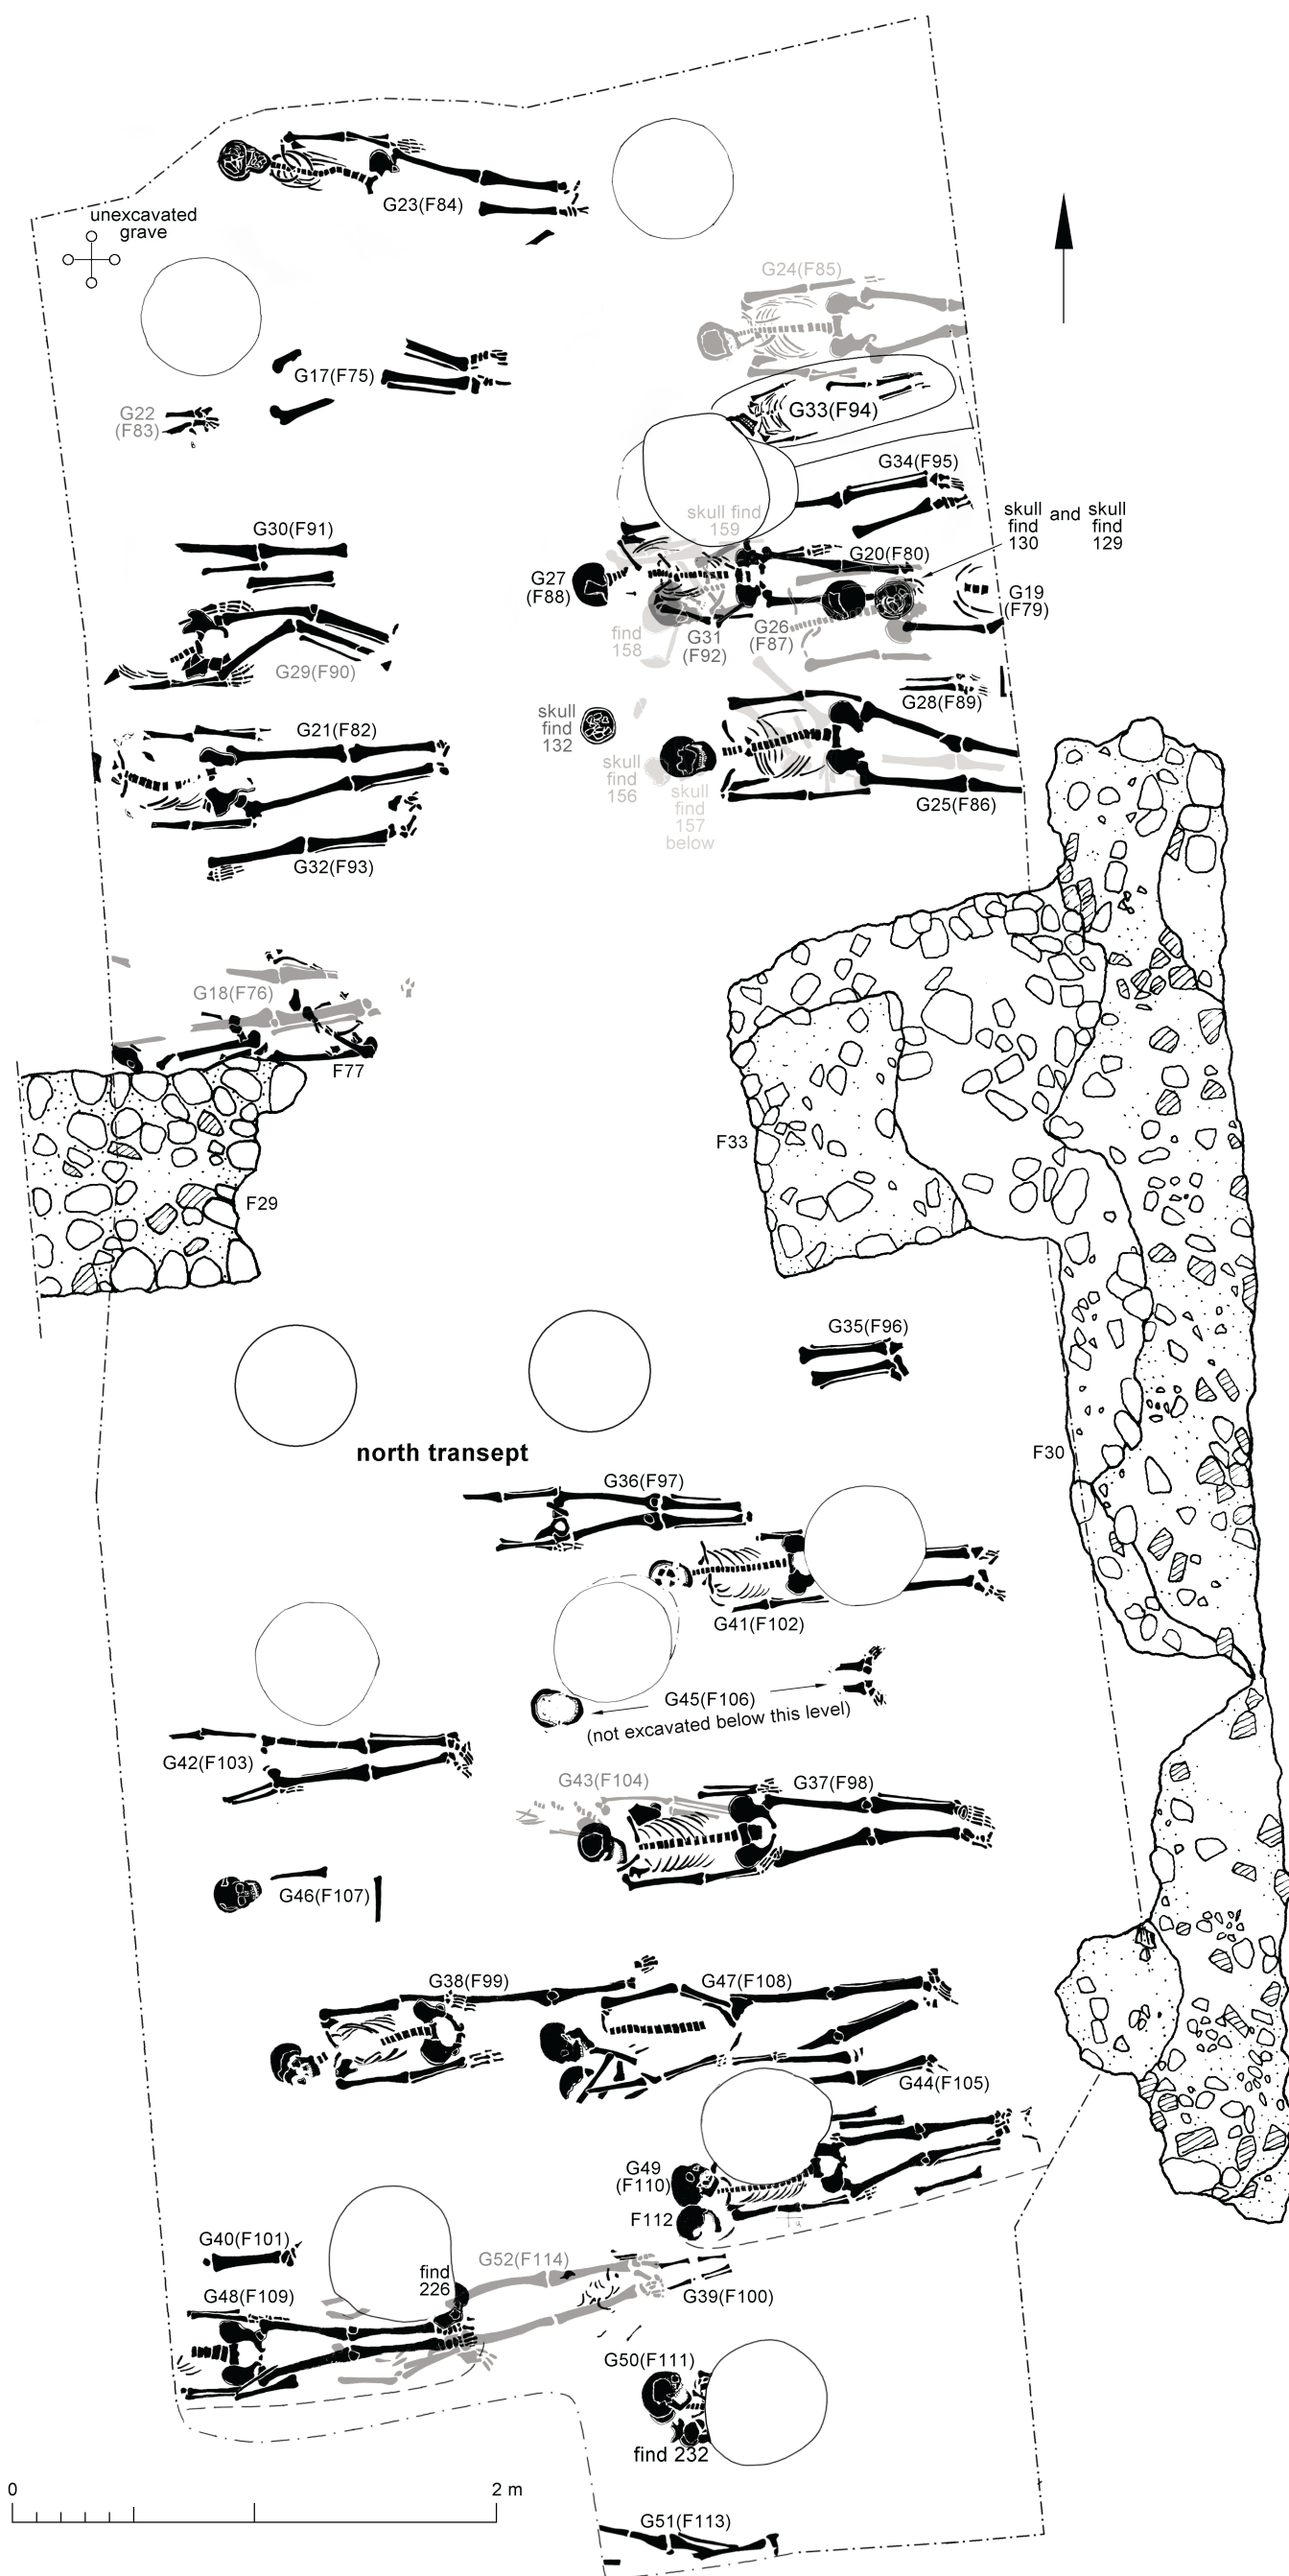 unexcavated
grave
G23(F84)
G24(F85)
G17(F75)
G22
(F83)
G33(F94)
G34(F95)
skull find
159
skull
find
130
and
skull
find
129
G30(F91)
G20(F80)
G27
(F88)
G19
(F79)
find
158
G31
(F92)
G26
(F87)
G29(F90)
G28(F89)
skull
find
132
G21(F82)
skull
find
156
skull
find
157
below
G25(F86)
G32(F93)
G18(F76)
F77
F33
F29
G35(F96)
north transept
F30
G36(F97)
G41(F102)
G45(F106)
(not excavated below this level)
G42(F103)
G43(F104)
G37(F98)
G46(F107)
G38(F99)
G47(F108)
G44(F105)
G49
(F110)
F112
G40(F101)
find
226
G52(F114)
G48(F109)
G39(F100)
G50(F111)
find 232
0
2 m
G51(F113)